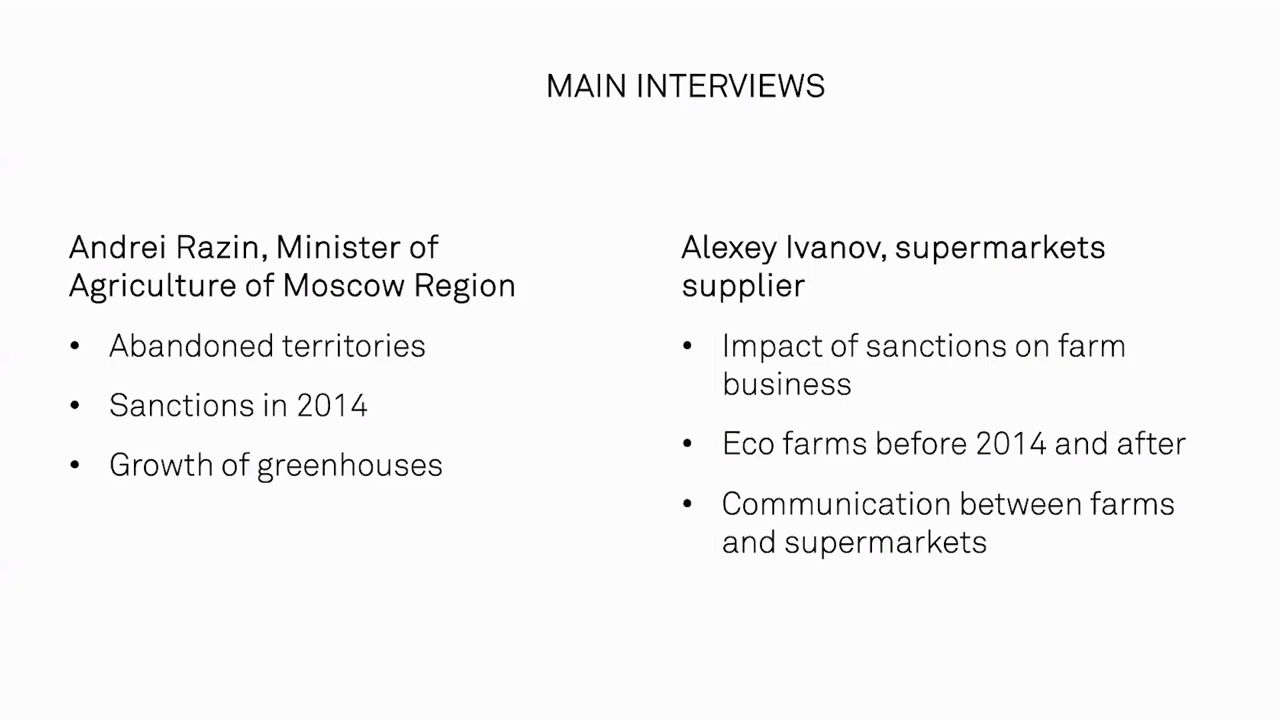 MAIN INTERVIEWS
Andrei Razin, Minister of
Agriculture of Moscow Region
• Abandoned territories
• Sanctions in 2014
• Growth of greenhouses
Alexey Ivanov, supermarkets
supplier
• Impact of sanctions on farm
business
• Eco farms before 2014 and after
• Communication between farms
and supermarkets